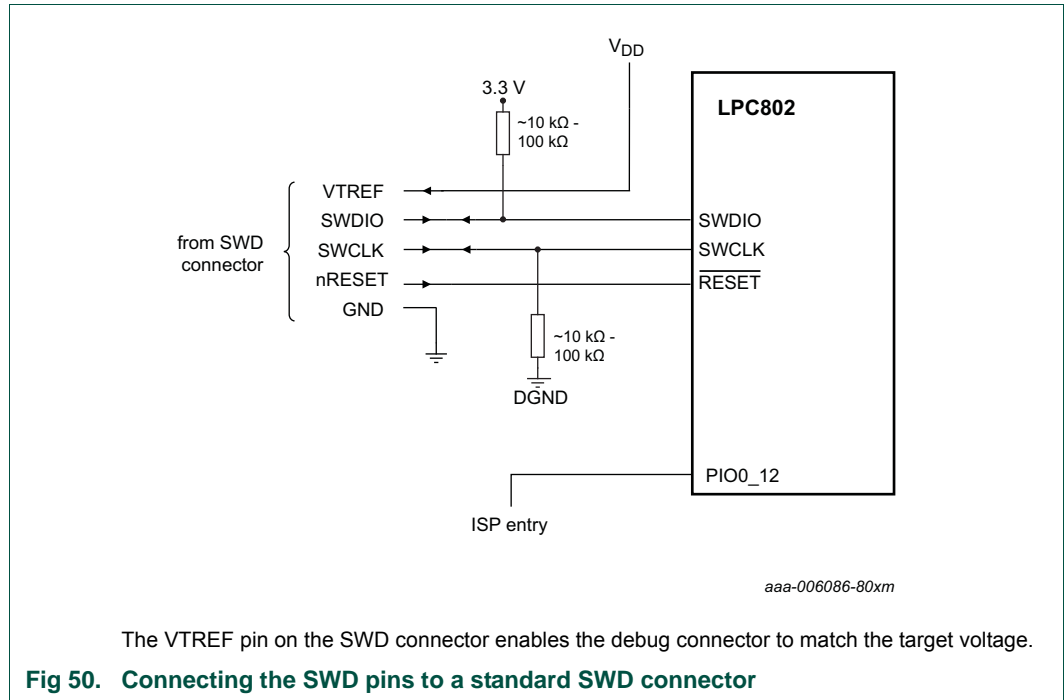 VDD
3.3 V
~10 kΩ -
100 kΩ
LPC802
VTREF
SWDIO
SWCLK
nRESET
GND
from SWD
connector
SWDIO
SWCLK
RESET
~10 kΩ -
100 kΩ
DGND
PIO0_12
ISP entry
aaa-006086-80xm
The VTREF pin on the SWD connector enables the debug connector to match the target voltage.
Fig 50. Connecting the SWD pins to a standard SWD connector